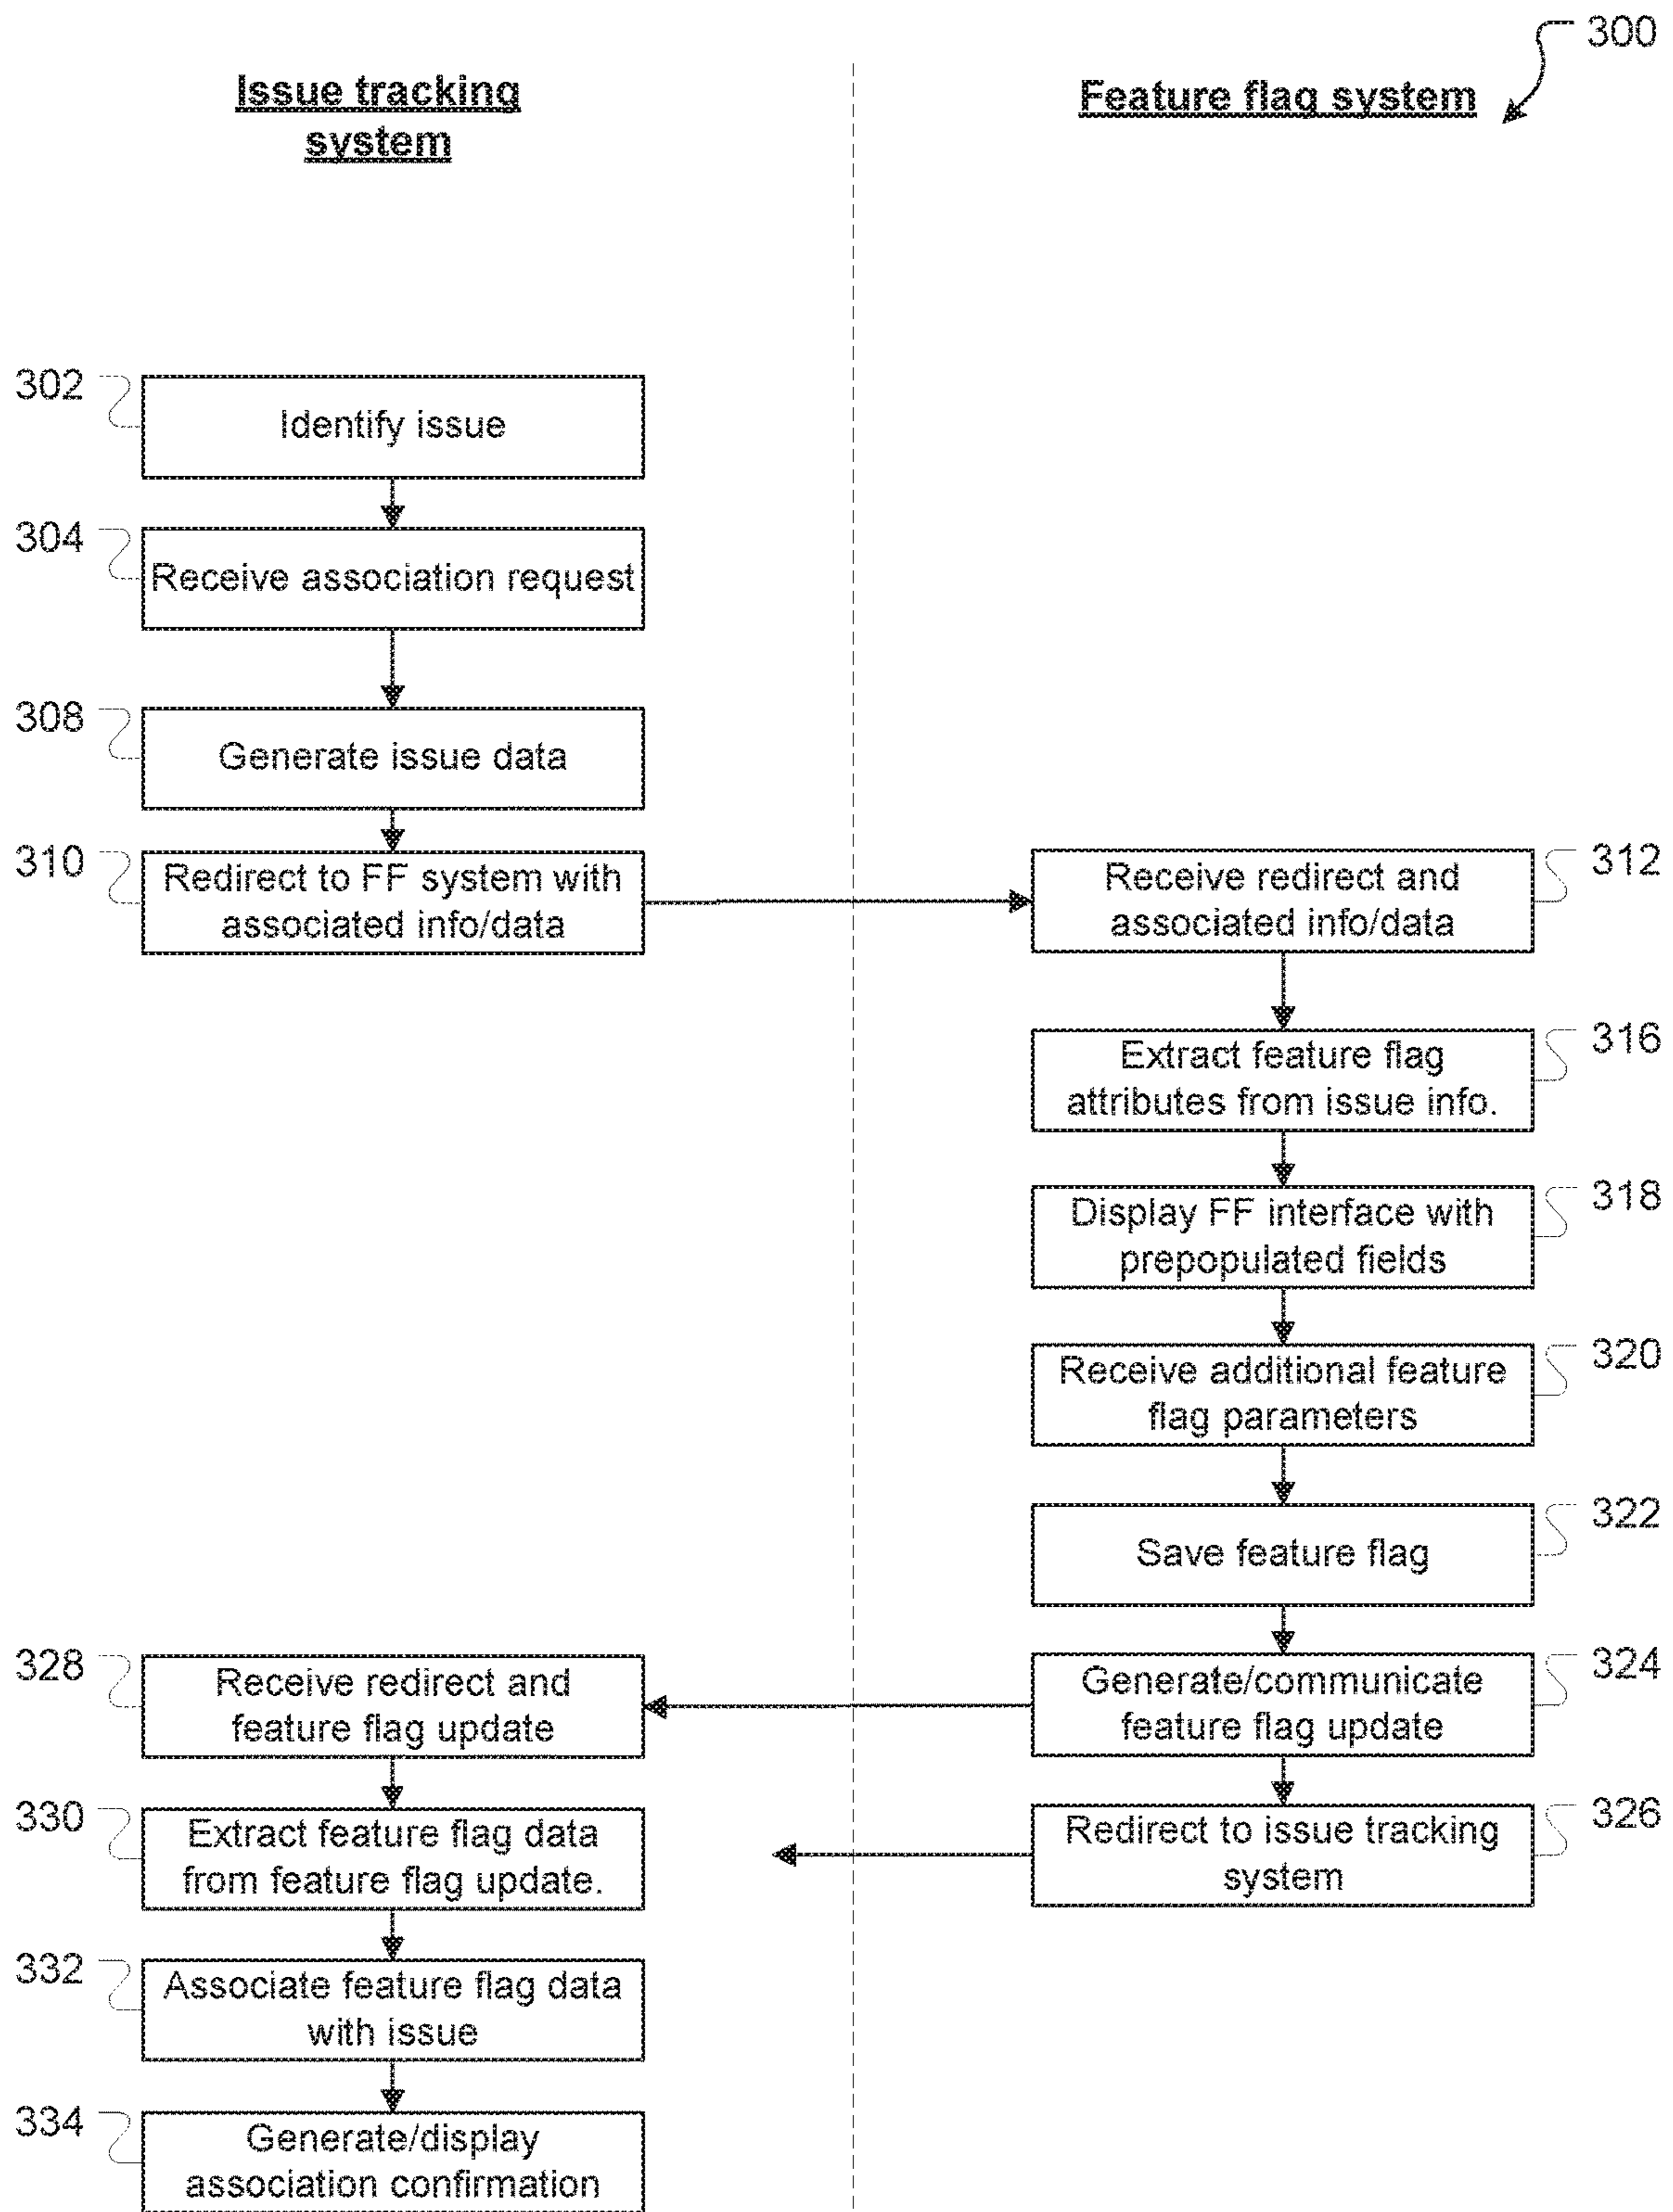 300
Issue tracking
system
Feature flag system
302
Identify issue
304
Receive association request
308
Generate issue data
310
Redirect to FF system with
associated info/data
312
Receive redirect and
associated info/data
316
Extract feature flag
attributes from issue info.
318
Display FF interface with
prepopulated fields
320
Receive additional feature
flag parameters
322
Save feature flag
324
Generate/communicate
feature flag update
326
Redirect to issue tracking
system
328
Receive redirect and
feature flag update
330
Extract feature flag data
from feature flag update.
332
Associate feature flag data
with issue
334
Generate/display
association confirmation